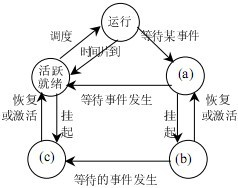 运行
调度
等待某事件
时间片到
活跃
就绪
(a)
等待事件发生
恢复
或激活
挂
起
挂
起
恢复
或激活
(c)
(b)
等待的事件发生